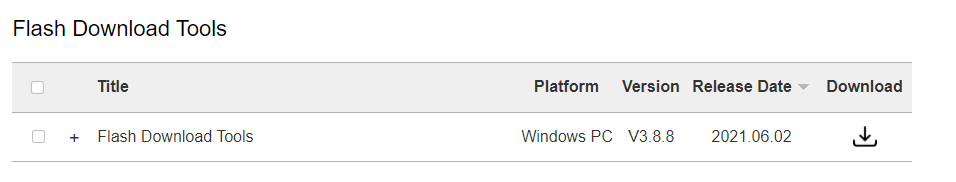 Flash Download Tools
Title Platform Version Release Date Download
+ Flash Download Tools Windows PC V3.8.8 2021.06.02